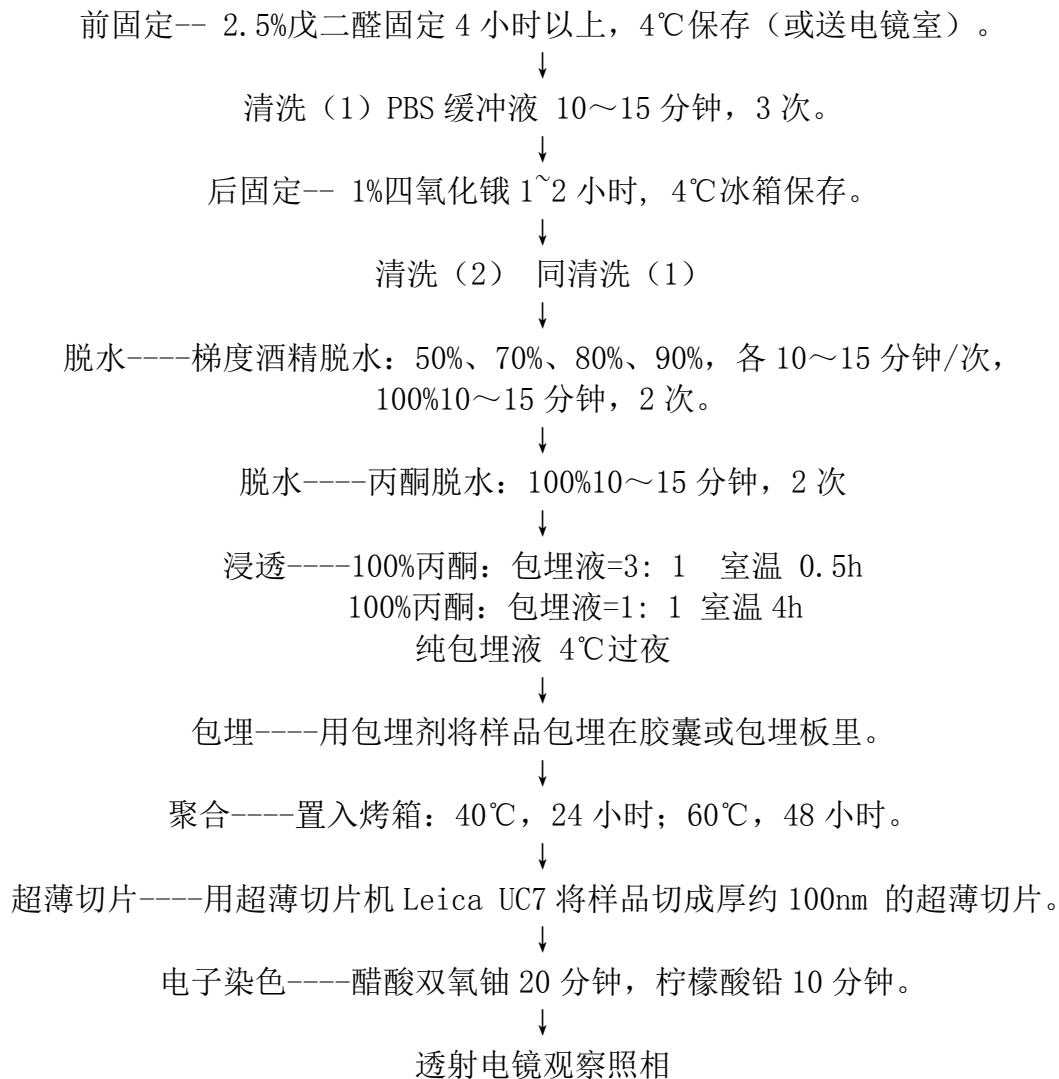 前固定-- 2.5%戊二醛固定 4 小时以上，4℃保存（或送电镜室）。
↓
清洗（1）PBS 缓冲液 10～15 分钟，3 次。
↓
后固定-- 1%四氧化锇 1~2 小时, 4℃冰箱保存。
↓
清洗（2） 同清洗（1）
↓
脱水----梯度酒精脱水：50%、70%、80%、90%，各 10～15 分钟/次，
100%10～15 分钟，2 次。
↓
脱水----丙酮脱水：100%10～15 分钟，2 次
↓
浸透----100%丙酮：包埋液=3：1 室温 0.5h
100%丙酮：包埋液=1：1 室温 4h
纯包埋液 4℃过夜
↓
包埋----用包埋剂将样品包埋在胶囊或包埋板里。
↓
聚合----置入烤箱：40℃，24 小时；60℃，48 小时。
↓
超薄切片----用超薄切片机 Leica UC7 将样品切成厚约 100nm 的超薄切片。
↓
电子染色----醋酸双氧铀 20 分钟，柠檬酸铅 10 分钟。
↓
透射电镜观察照相